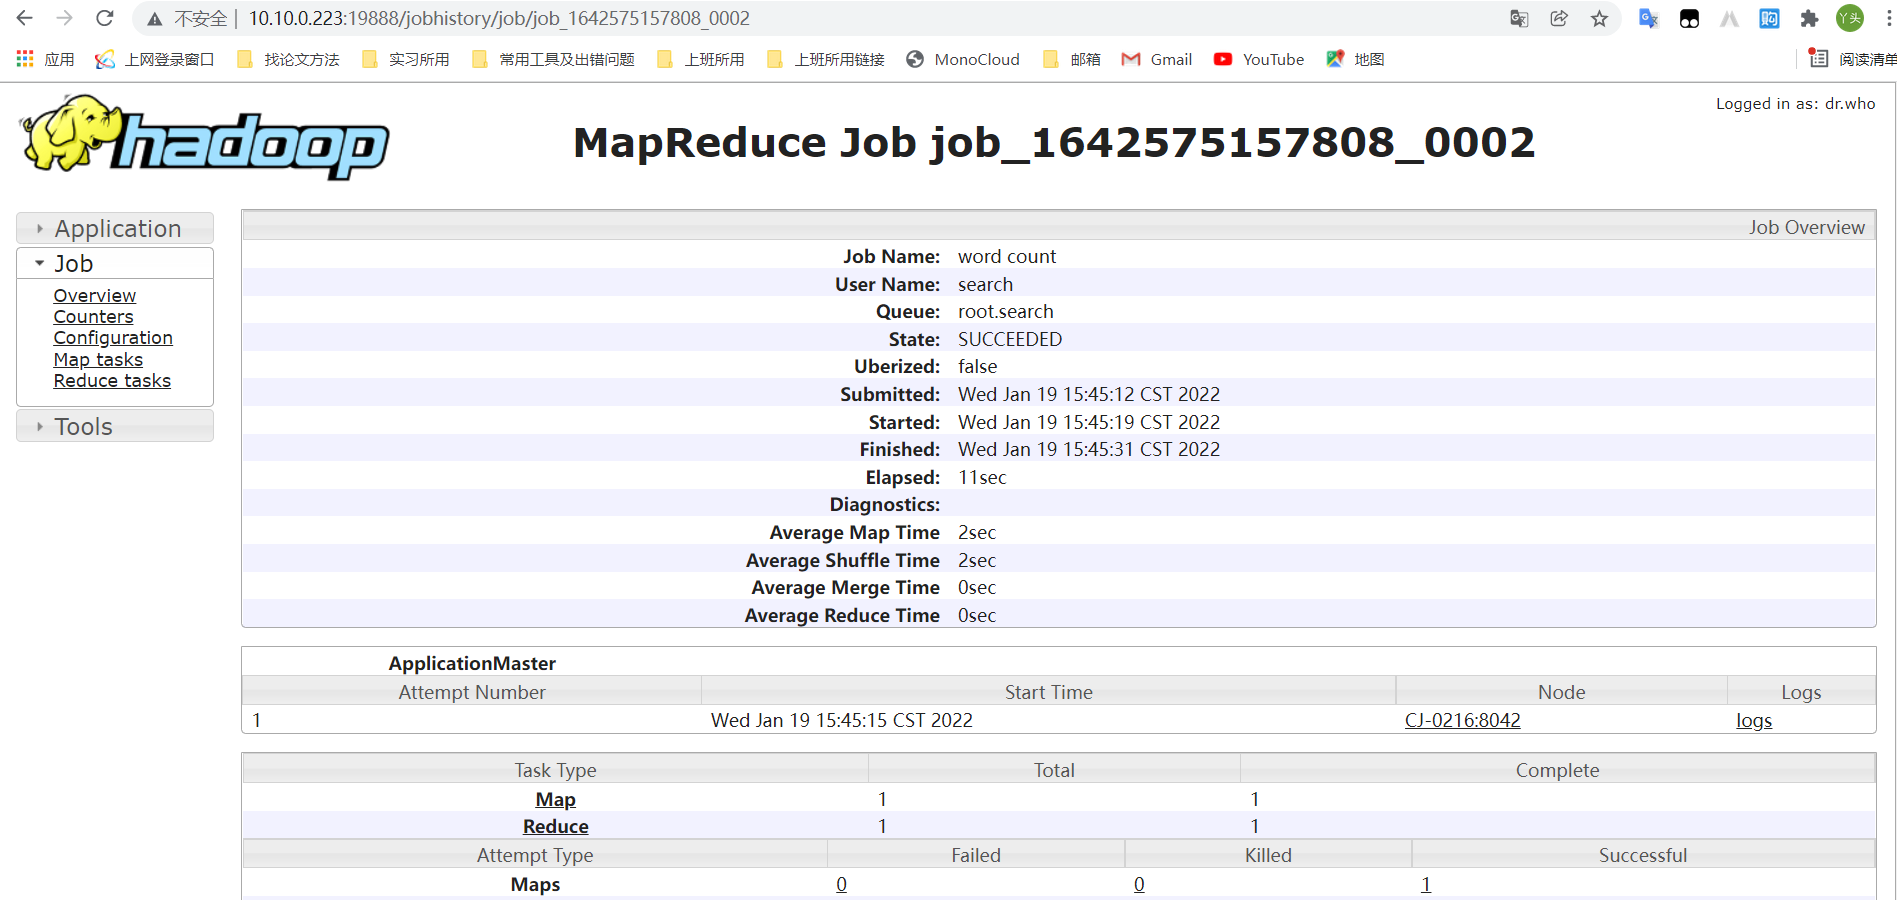 不安全 | 10.10.0.223:19888/jobhistory/job/job_1642575157808_0002
丫头
应用 上网登录窗口 找论文方法 实习所用 常用工具及出错问题 上班所用 上班所用链接 MonoCloud 邮箱 Gmail YouTube 地图 阅读清单
Logged in as: dr.who
hadoop
MapReduce Job job_1642575157808_0002
Application
Job
Overview
Counters
Configuration
Map tasks
Reduce tasks
Tools
Job Overview
Job Name: word count
User Name: search
Queue: root.search
State: SUCCEEDED
Uberized: false
Submitted: Wed Jan 19 15:45:12 CST 2022
Started: Wed Jan 19 15:45:19 CST 2022
Finished: Wed Jan 19 15:45:31 CST 2022
Elapsed: 11sec
Diagnostics:
Average Map Time 2sec
Average Shuffle Time 2sec
Average Merge Time 0sec
Average Reduce Time 0sec
ApplicationMaster
Attempt Number Start Time Node Logs
1 Wed Jan 19 15:45:15 CST 2022 CJ-0216:8042 logs
Task Type Total Complete
Map 1 1
Reduce 1 1
Attempt Type Failed Killed Successful
Maps 0 0 1